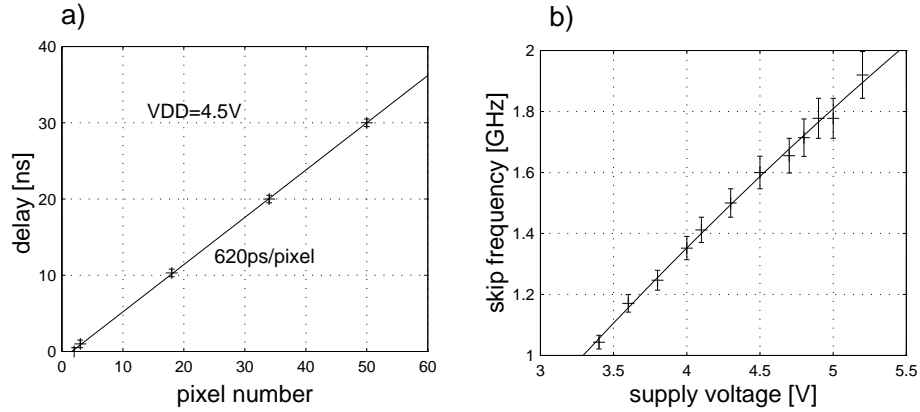 a)
40
30
20
10
0
0 10 20 30 40 50 60
delay [ns]
pixel number
VDD=4.5V
620ps/pixel
b)
2
1.8
1.6
1.4
1.2
1
3 3.5 4 4.5 5 5.5
skip frequency [GHz]
supply voltage [V]